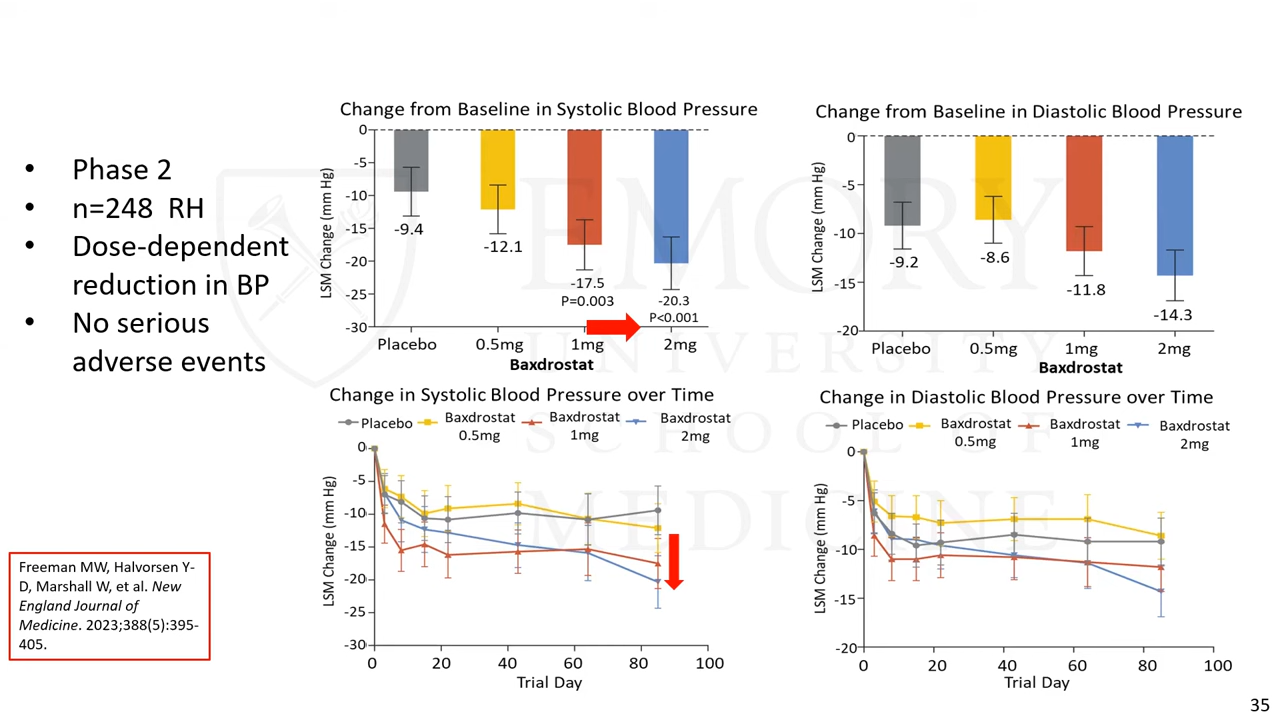 • Phase 2
• n=248 RH
• Dose-dependent
reduction in BP
• No serious
adverse events
Freeman MW, Halvorsen Y-
D, Marshall W, et al. New
England Journal of
Medicine. 2023;388(5):395-
405.
Change from Baseline in Systolic Blood Pressure
LSM Change (mm Hg)
0
-5
-10
-15
-20
-25
-30
-9.4
-12.1
-17.5
P=0.003
-20.3
P<0.001
Placebo 0.5mg 1mg 2mg
Baxdrostat
Change from Baseline in Diastolic Blood Pressure
LSM Change (mm Hg)
0
-5
-10
-15
-20
-9.2
-8.6
-11.8
-14.3
Placebo 0.5mg 1mg 2mg
Baxdrostat
Change in Systolic Blood Pressure over Time
Placebo Baxdrostat 0.5mg Baxdrostat 1mg Baxdrostat 2mg
LSM Change (mm Hg)
0
-5
-10
-15
-20
-25
-30
0 20 40 60 80 100
Trial Day
Change in Diastolic Blood Pressure over Time
Placebo Baxdrostat 0.5mg Baxdrostat 1mg Baxdrostat 2mg
LSM Change (mm Hg)
0
-5
-10
-15
-20
0 20 40 60 80 100
Trial Day
EMORY
UNIVERSITY
SCHOOL OF
MEDICINE
35